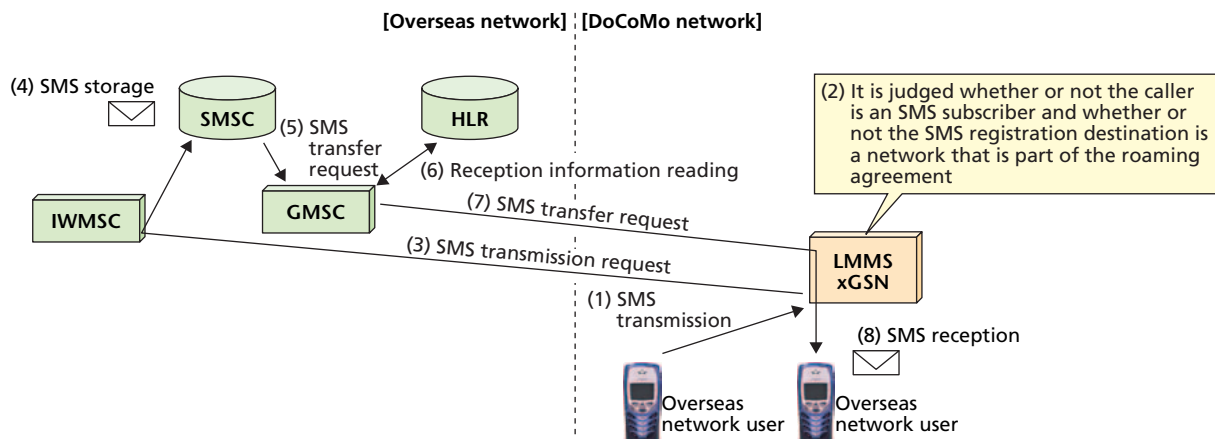 [Overseas network] [DoCoMo network]
(4) SMS storage
SMSC
(5) SMS
transfer
request
HLR
(6) Reception information reading
(2) It is judged whether or not the caller
is an SMS subscriber and whether or
not the SMS registration destination is
a network that is part of the roaming
agreement
IWMSC
GMSC
(7) SMS transfer request
(3) SMS transmission request
LMMS
xGSN
(1) SMS
transmission
(8) SMS reception
Overseas
network user
Overseas
network user